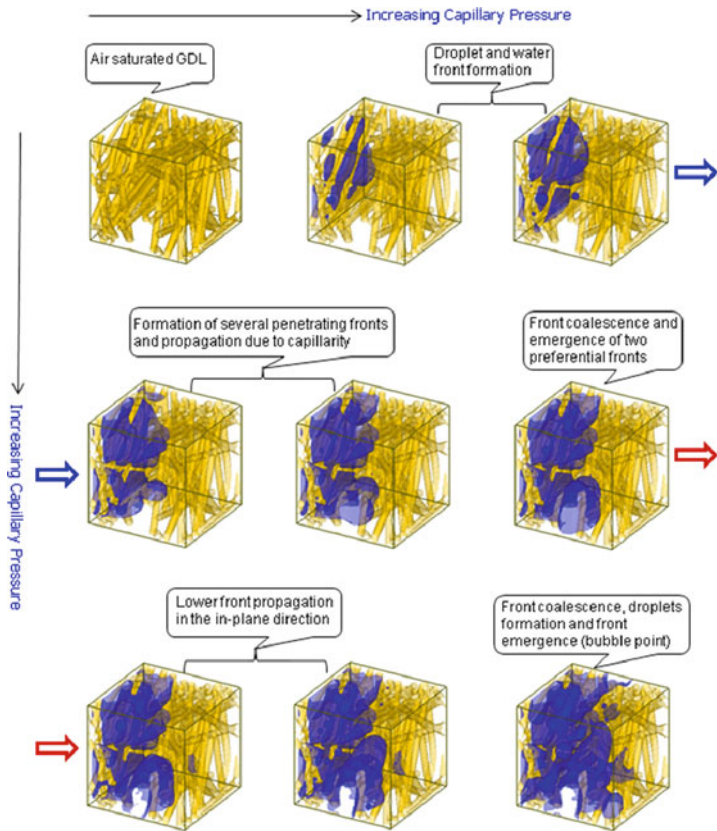 Increasing Capillary Pressure
Air saturated GDL
Droplet and water
front formation
Increasing Capillary Pressure
Formation of several penetrating fronts
and propagation due to capillarity
Front coalescence and
emergence of two
preferential fronts
Lower front propagation
in the in-plane direction
Front coalescence, droplets
formation and front
emergence (bubble point)